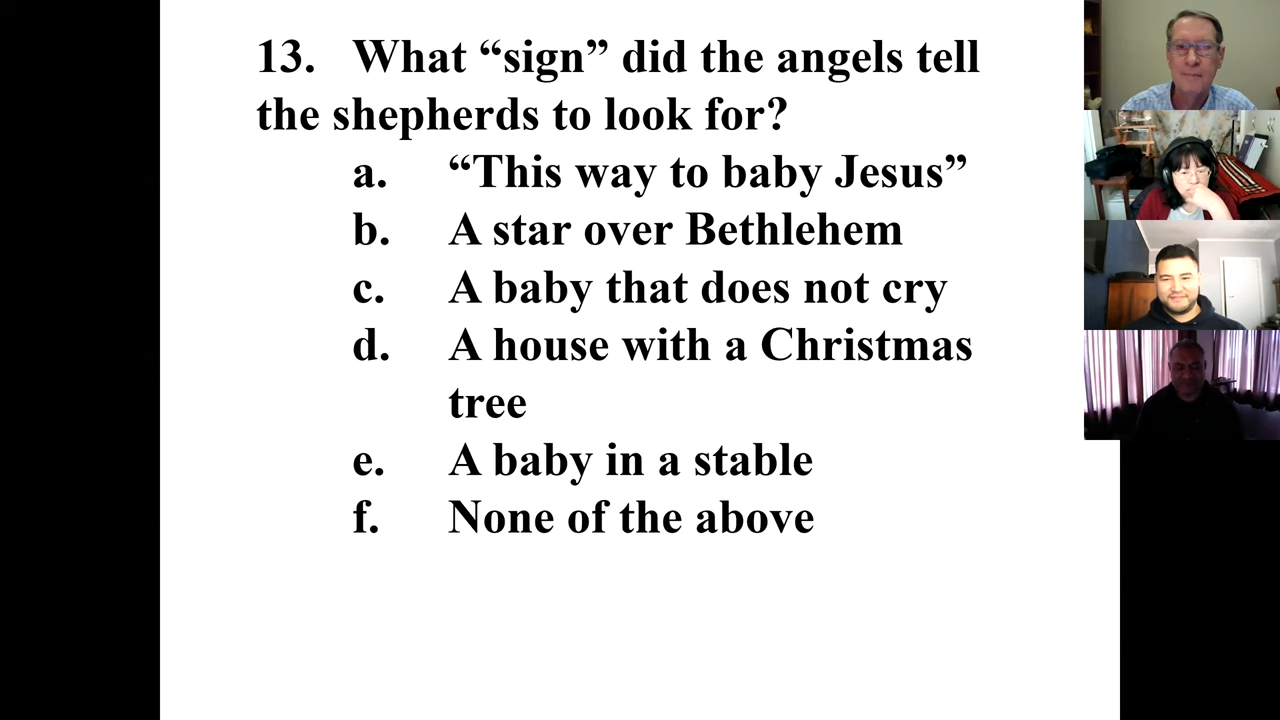 13. What “sign” did the angels tell
the shepherds to look for?
a. “This way to baby Jesus”
b. A star over Bethlehem
c. A baby that does not cry
d. A house with a Christmas
tree
e. A baby in a stable
f. None of the above